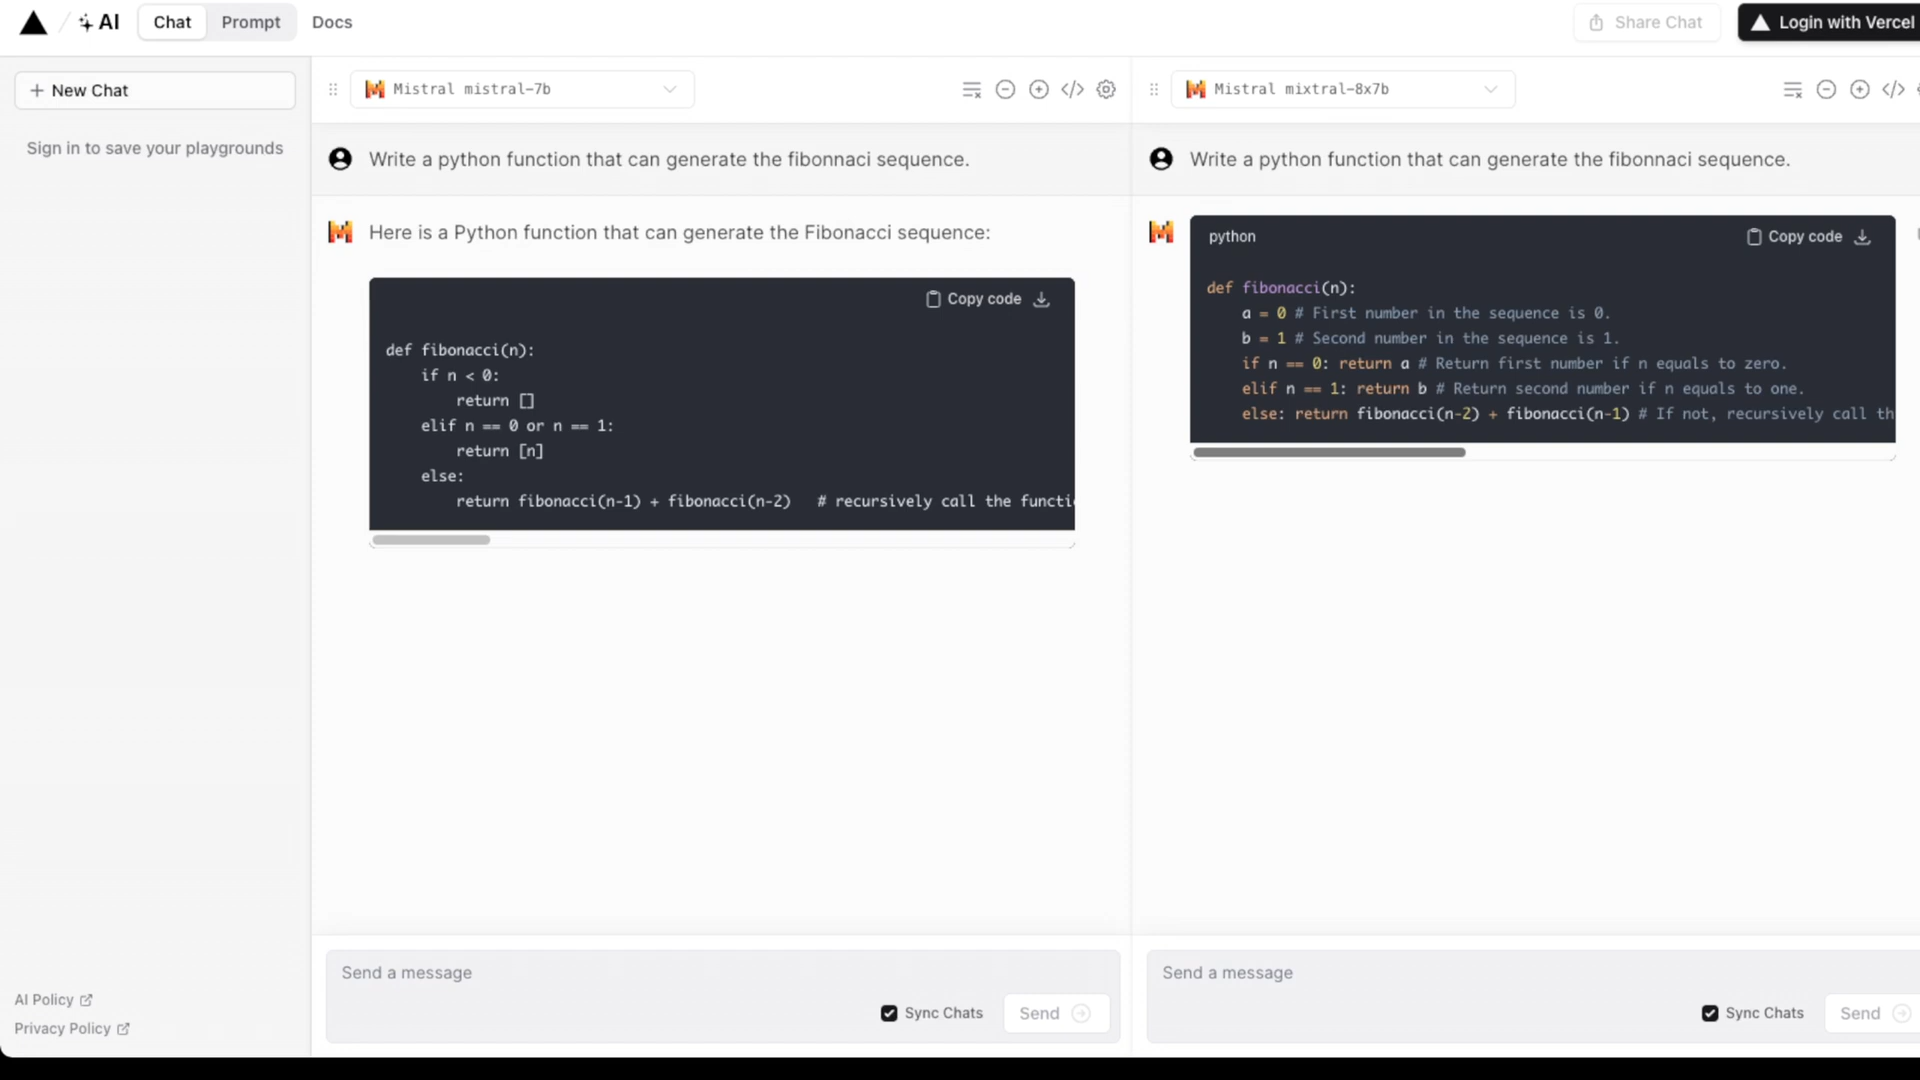 AI Chat Prompt Docs Share Chat Login with Vercel
New Chat
Sign in to save your playgrounds
AI Policy
Privacy Policy
Mistral mistral-7b
Write a python function that can generate the fibonnaci sequence.
Here is a Python function that can generate the Fibonacci sequence:
Copy code
def fibonacci(n):
    if n < 0:
        return []
    elif n == 0 or n == 1:
        return [n]
    else:
        return fibonacci(n-1) + fibonacci(n-2)   # recursively call the functi
Send a message
Sync Chats Send
Mistral mixtral-8x7b
Write a python function that can generate the fibonnaci sequence.
python Copy code
def fibonacci(n):
    a = 0 # First number in the sequence is 0.
    b = 1 # Second number in the sequence is 1.
    if n == 0: return a # Return first number if n equals to zero.
    elif n == 1: return b # Return second number if n equals to one.
    else: return fibonacci(n-2) + fibonacci(n-1) # If not, recursively call th
Send a message
Sync Chats Send